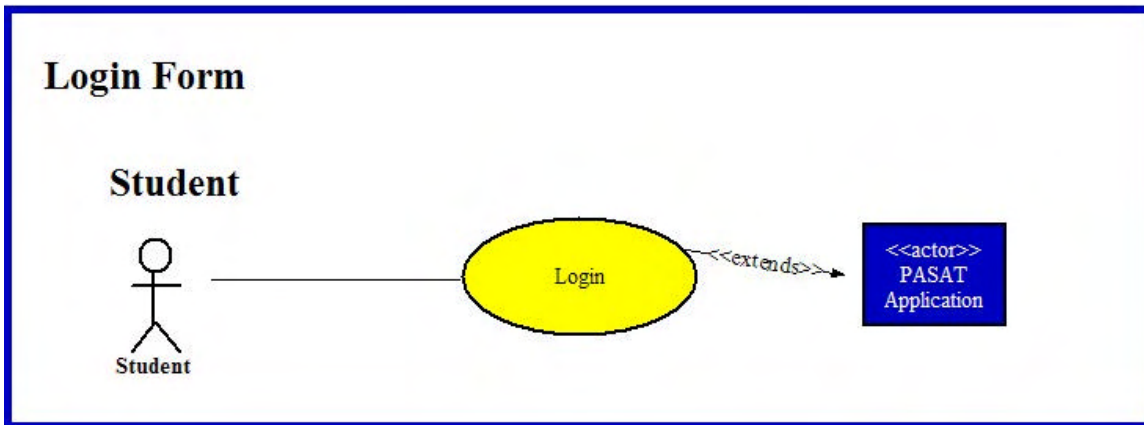 Login Form
Student
Student
Login
<<extends>>
<<actor>>
PASAT
Application